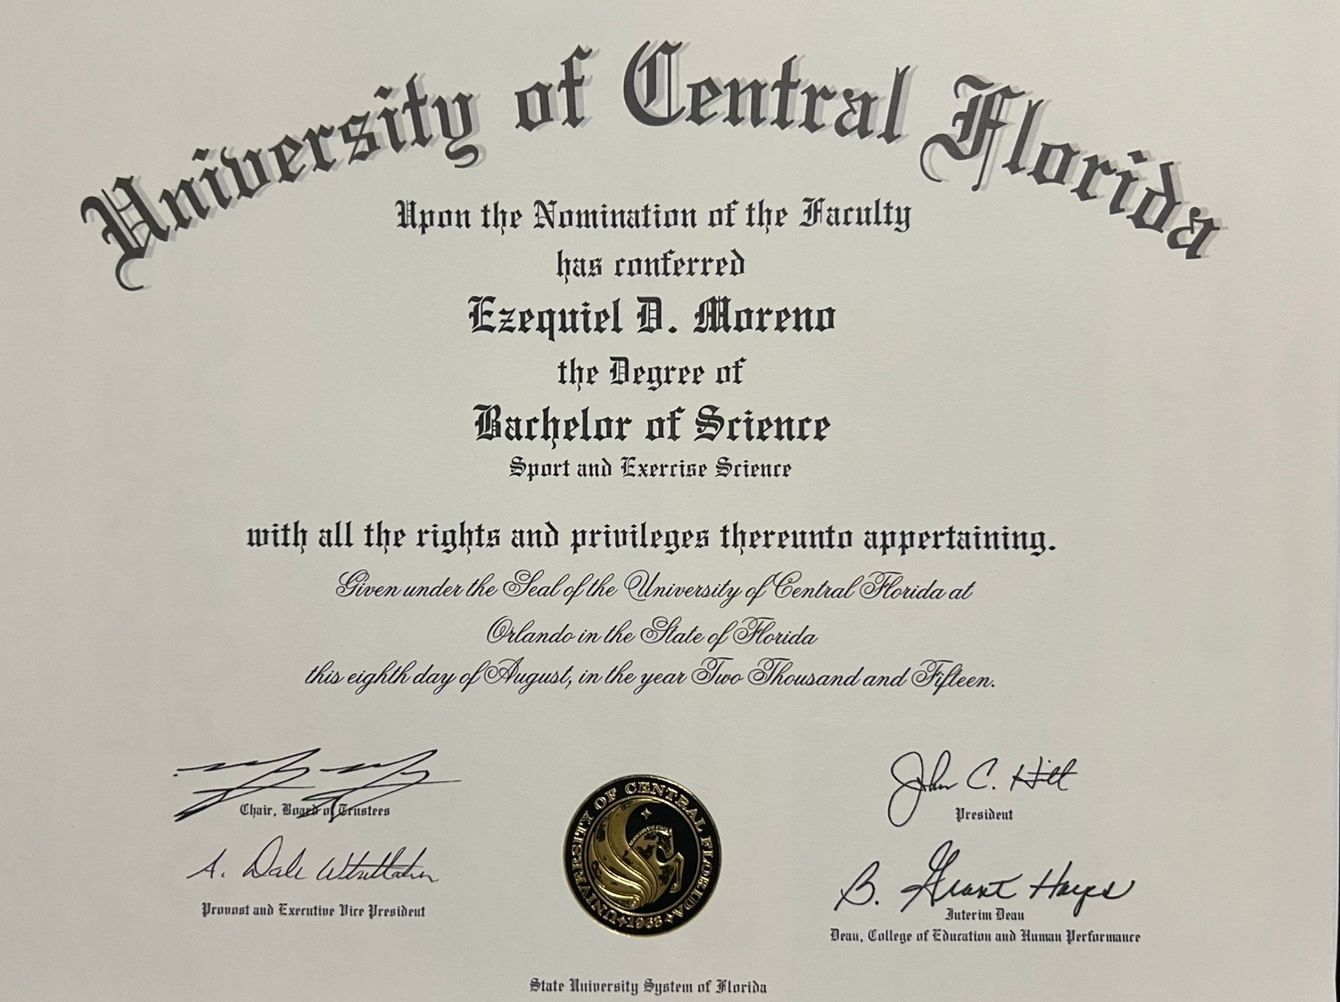 University of Central Florida
Upon the Nomination of the Faculty
has conferred
Ezequiel D. Moreno
the Degree of
Bachelor of Science
Sport and Exercise Science
with all the rights and privileges thereunto appertaining.
Given under the Seal of the University of Central Florida at
Orlando in the State of Florida
this eighth day of August, in the year Two Thousand and Fifteen.
Chair, Board of Trustees
John C. Hitt
President
A. Dale Whittaker
Provost and Executive Vice President
B. Grant Hayes
Interim Dean
Dean, College of Education and Human Performance
UNIVERSITY OF CENTRAL FLORIDA
1963
State University System of Florida